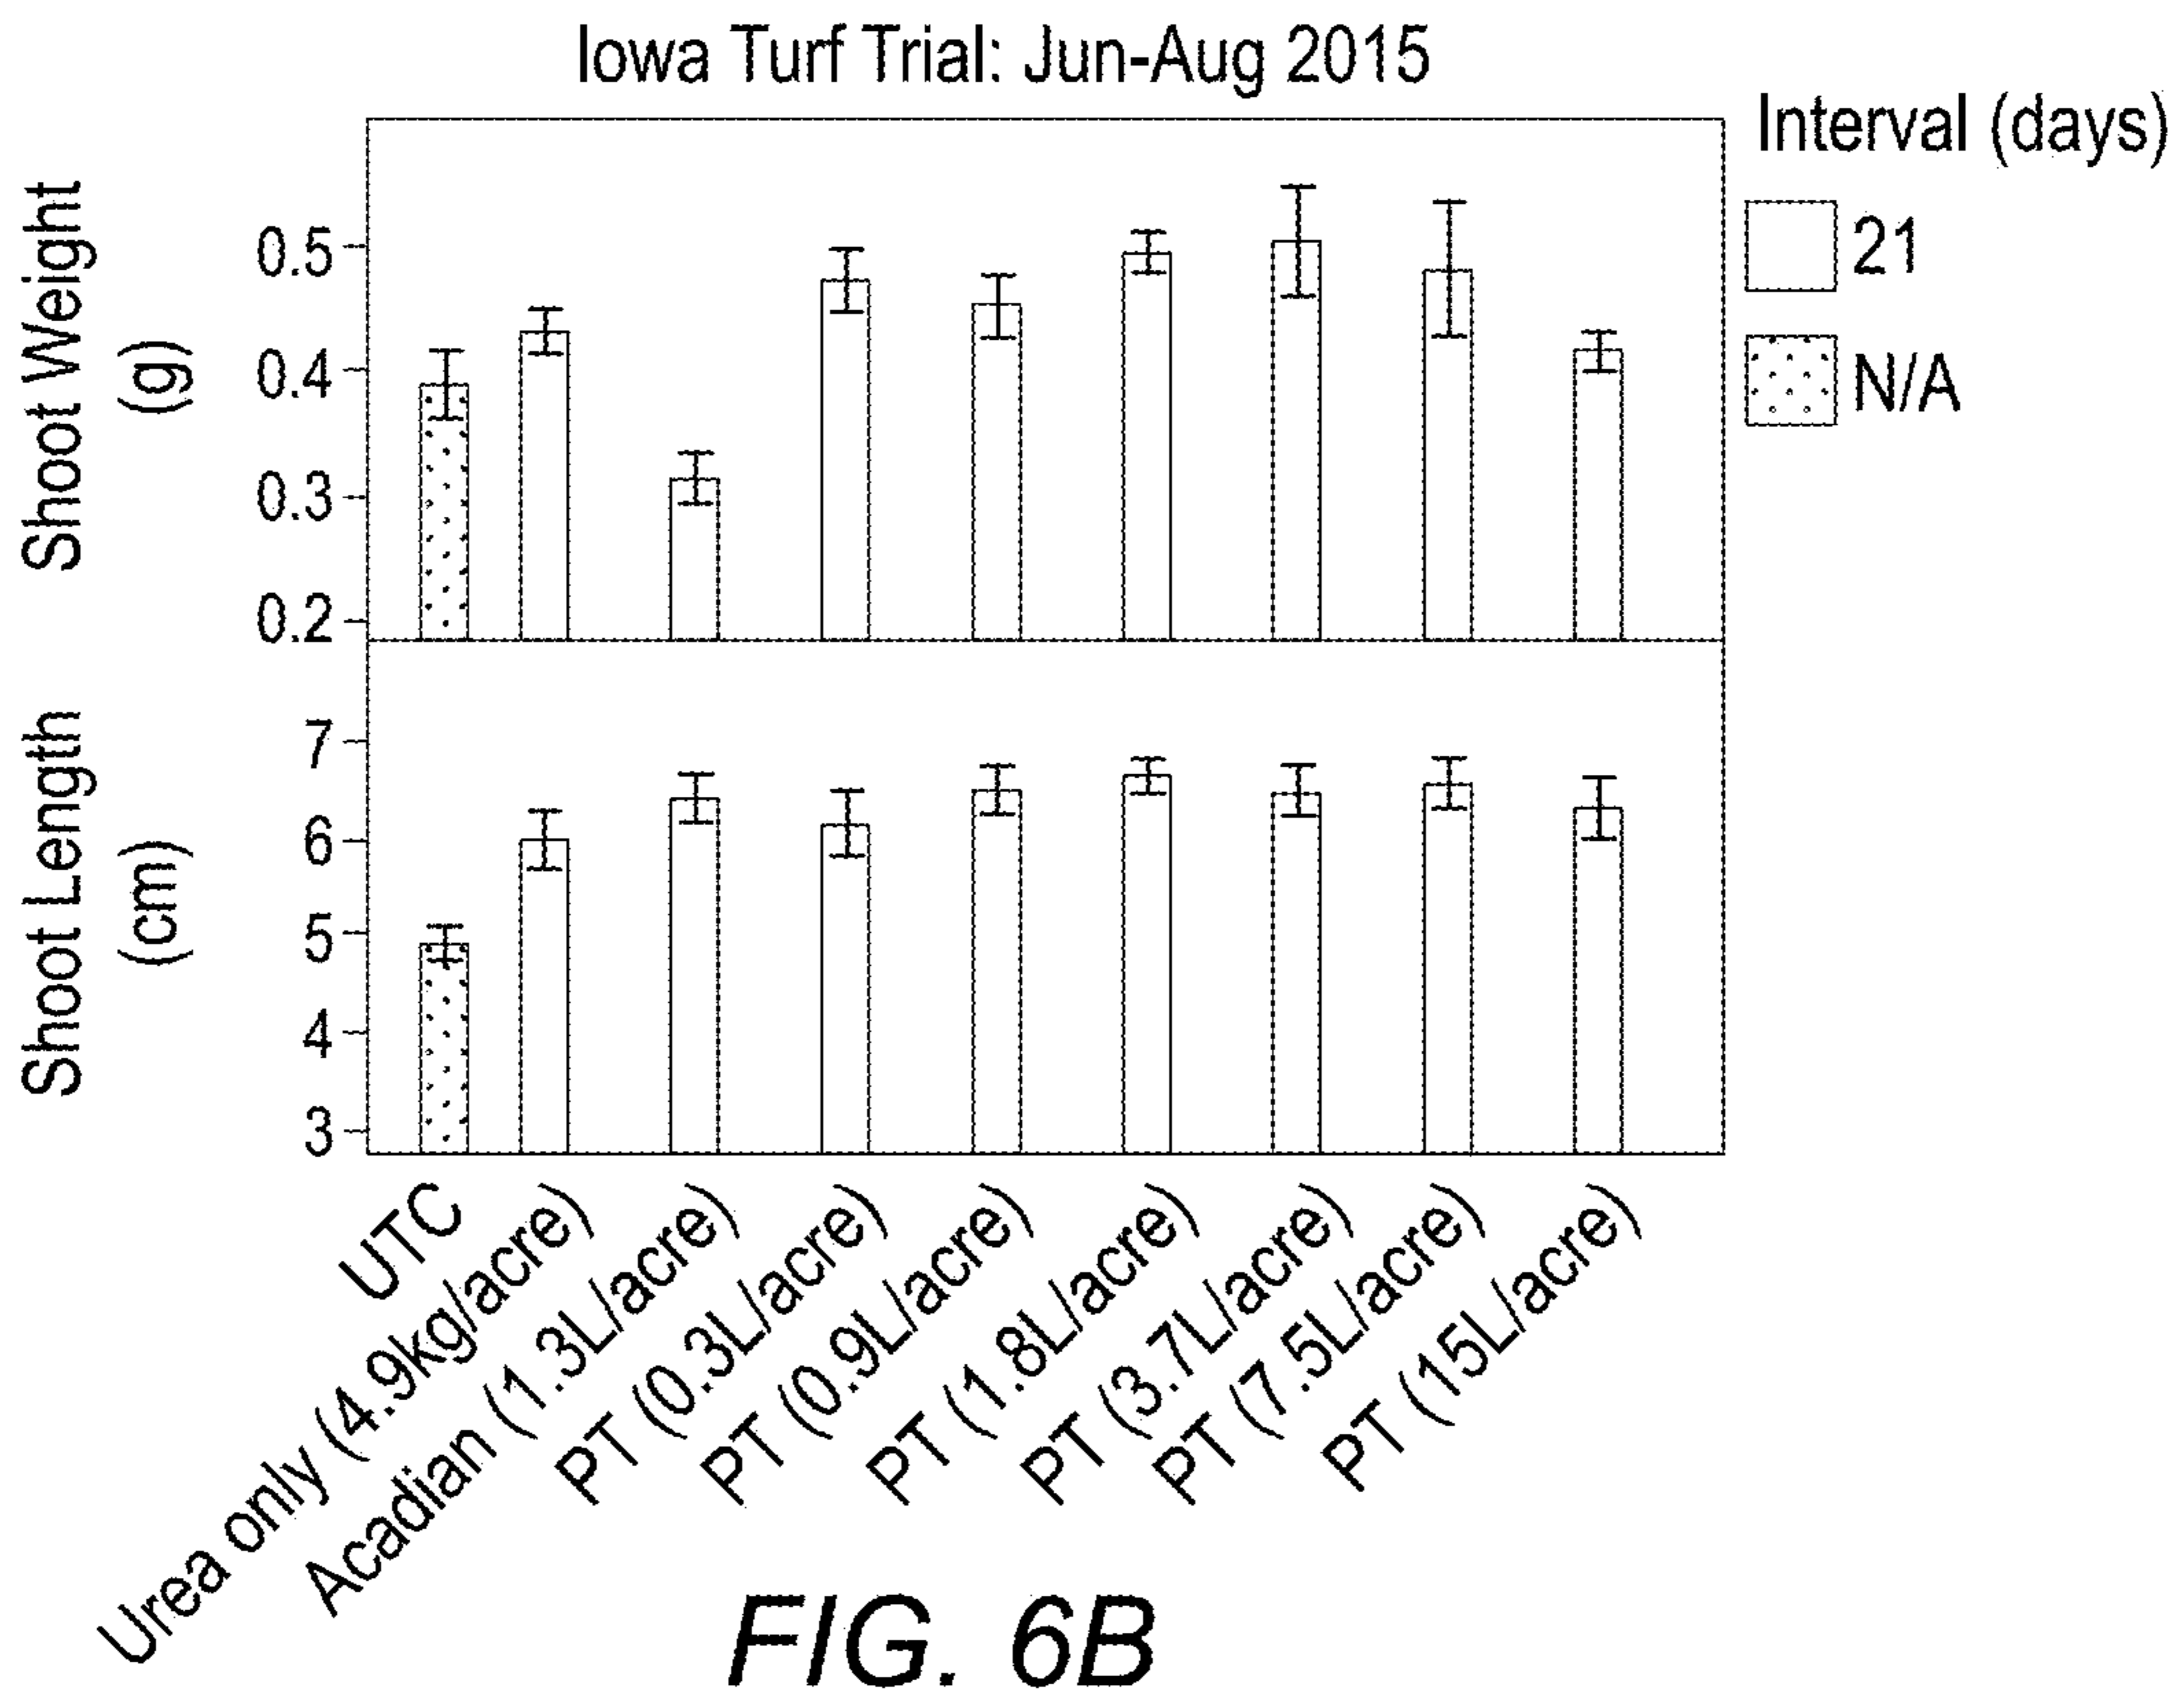 Iowa Turf Trial: Jun-Aug 2015
Interval (days)
21
N/A
Shoot Weight
(g)
0.5
0.4
0.3
0.2
Shoot Length
(cm)
7
6
5
4
3
UTC
Urea only (4.9kg/acre)
Acadian (1.3L/acre)
PT (0.3L/acre)
PT (0.9L/acre)
PT (1.8L/acre)
PT (3.7L/acre)
PT (7.5L/acre)
PT (15L/acre)
FIG. 6B